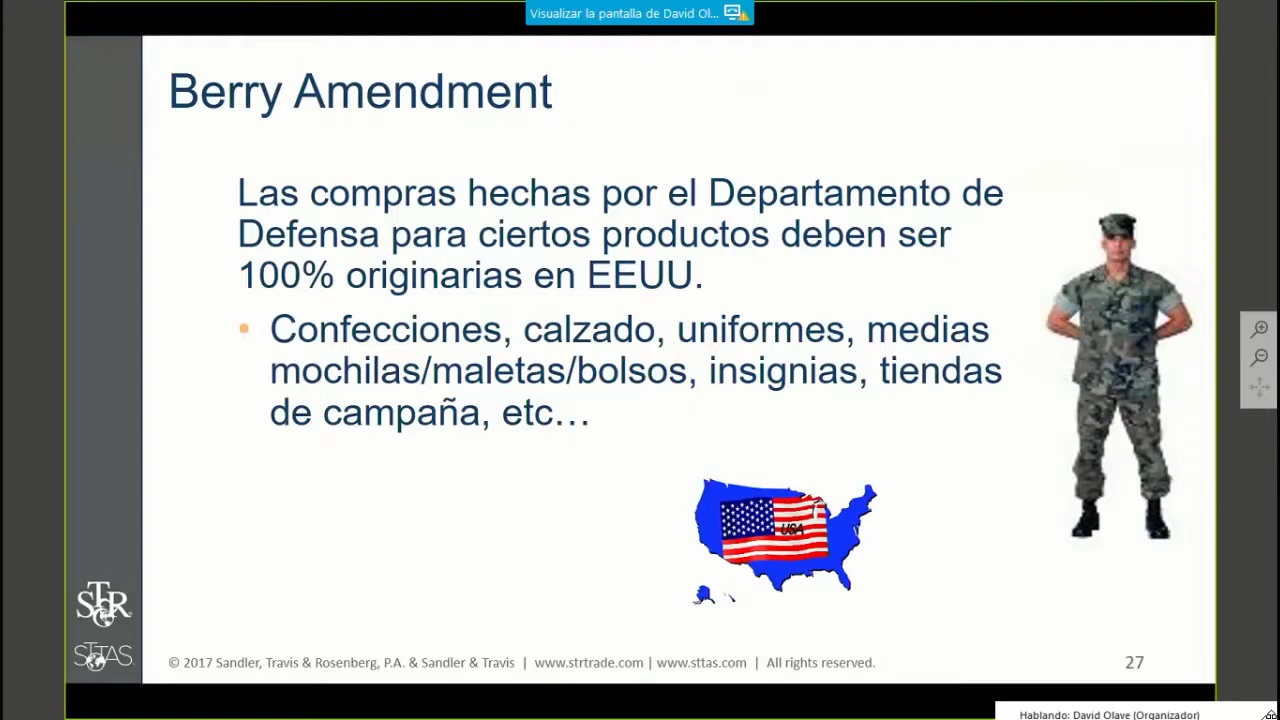 Visualizar la pantalla de David Ol...
Berry Amendment
Las compras hechas por el Departamento de
Defensa para ciertos productos deben ser
100% originarias en EEUU.
• Confecciones, calzado, uniformes, medias
mochilas/maletas/bolsos, insignias, tiendas
de campaña, etc…
USA
STR
STTAS
© 2017 Sandler, Travis & Rosenberg, P.A. & Sandler & Travis | www.strtrade.com | www.sttas.com | All rights reserved.
27
Hablando: David Olave (Organizador)